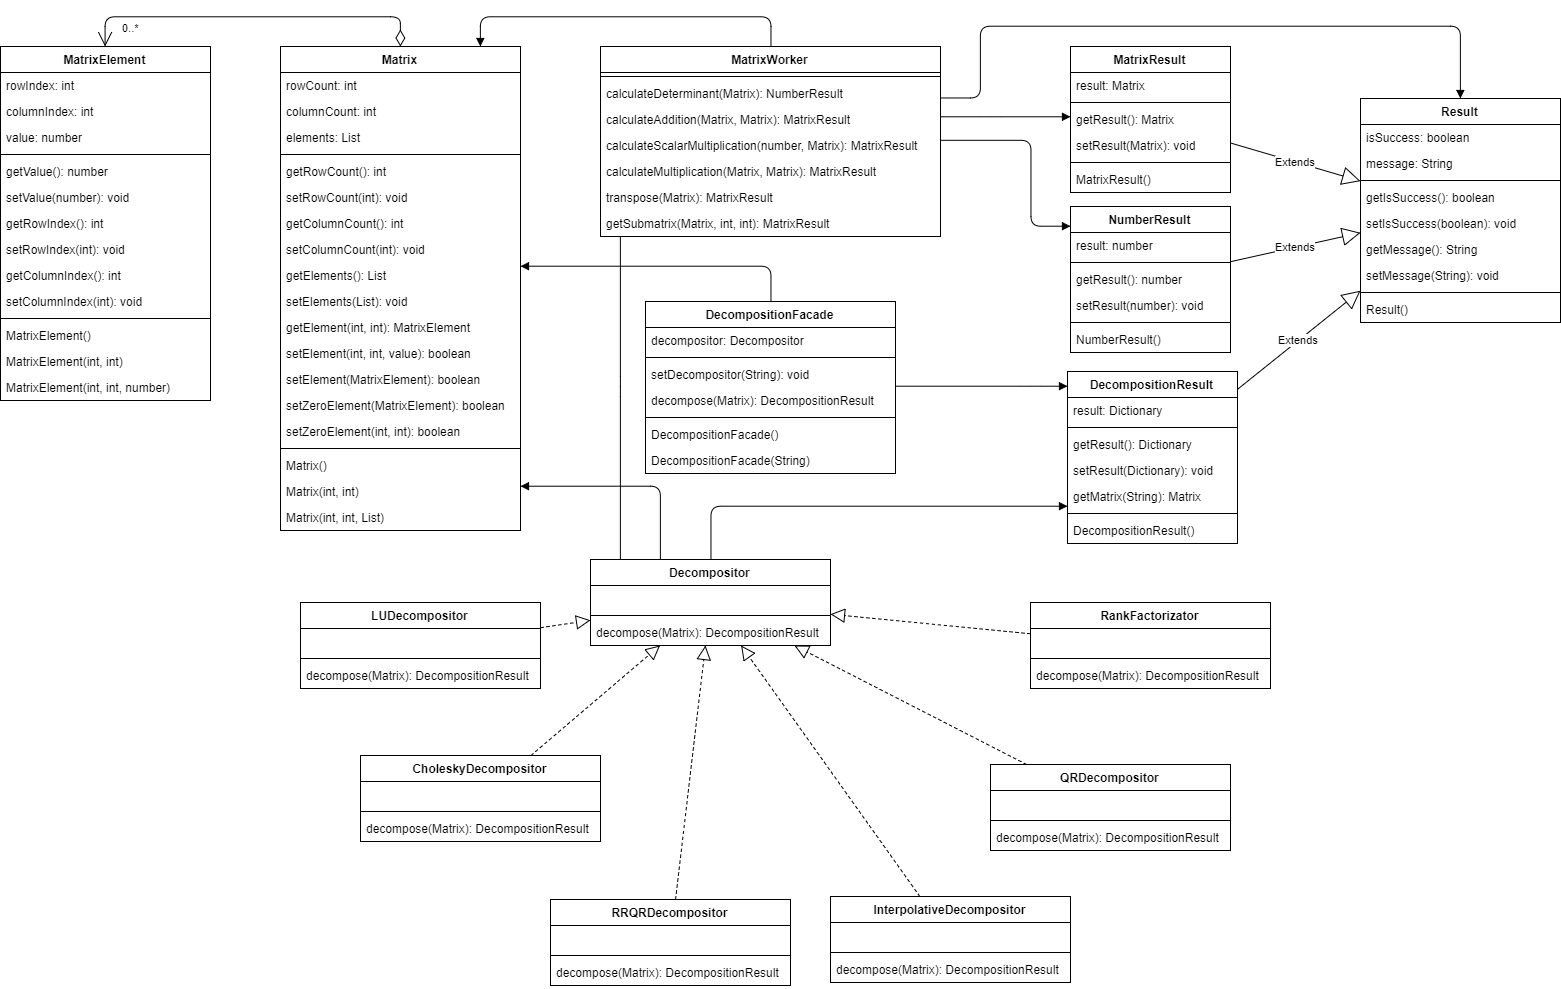 0..*
MatrixElement
rowIndex: int
columnIndex: int
value: number
getValue(): number
setValue(number): void
getRowIndex(): int
setRowIndex(int): void
getColumnIndex(): int
setColumnIndex(int): void
MatrixElement()
MatrixElement(int, int)
MatrixElement(int, int, number)
Matrix
rowCount: int
columnCount: int
elements: List
getRowCount(): int
setRowCount(int): void
getColumnCount(): int
setColumnCount(int): void
getElements(): List
setElements(List): void
getElement(int, int): MatrixElement
setElement(int, int, value): boolean
setElement(MatrixElement): boolean
setZeroElement(MatrixElement): boolean
setZeroElement(int, int): boolean
Matrix()
Matrix(int, int)
Matrix(int, int, List)
MatrixWorker
calculateDeterminant(Matrix): NumberResult
calculateAddition(Matrix, Matrix): MatrixResult
calculateScalarMultiplication(number, Matrix): MatrixResult
calculateMultiplication(Matrix, Matrix): MatrixResult
transpose(Matrix): MatrixResult
getSubmatrix(Matrix, int, int): MatrixResult
MatrixResult
result: Matrix
getResult(): Matrix
setResult(Matrix): void
MatrixResult()
Extends
Result
isSuccess: boolean
message: String
getIsSuccess(): boolean
setIsSuccess(boolean): void
getMessage(): String
setMessage(String): void
Result()
NumberResult
result: number
getResult(): number
setResult(number): void
NumberResult()
Extends
DecompositionFacade
decompositor: Decompositor
setDecompositor(String): void
decompose(Matrix): DecompositionResult
DecompositionFacade()
DecompositionFacade(String)
Extends
DecompositionResult
result: Dictionary
getResult(): Dictionary
setResult(Dictionary): void
getMatrix(String): Matrix
DecompositionResult()
Decompositor
decompose(Matrix): DecompositionResult
LUDecompositor
decompose(Matrix): DecompositionResult
RankFactorizator
decompose(Matrix): DecompositionResult
CholeskyDecompositor
decompose(Matrix): DecompositionResult
QRDecompositor
decompose(Matrix): DecompositionResult
RRQRDecompositor
decompose(Matrix): DecompositionResult
InterpolativeDecompositor
decompose(Matrix): DecompositionResult